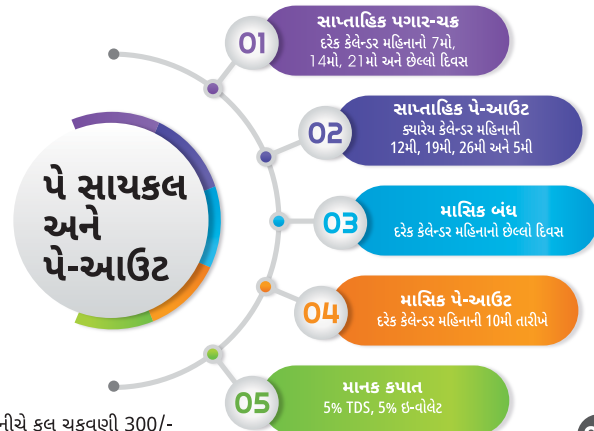 પે સાયકલ
અને
પે-આઉટ
01
સાપ્તાહિક પગાર-ચક્ર
દરેક કેલેન્ડર મહિનાનો 7મો,
14મો, 21મો અને છેલ્લો દિવસ
02
સાપ્તાહિક પે-આઉટ
ક્યારેય કેલેન્ડર મહિનાની
12મી, 19મી, 26મી અને 5મી
03
માસિક બંધ
દરેક કેલેન્ડર મહિનાનો છેલ્લો દિવસ
04
માસિક પે-આઉટ
દરેક કેલેન્ડર મહિનાની 10મી તારીખે
05
માનક કપાત
5% TDS, 5% ઇ-વોલેટ
નીચે કુલ ચુકવણી 300/-